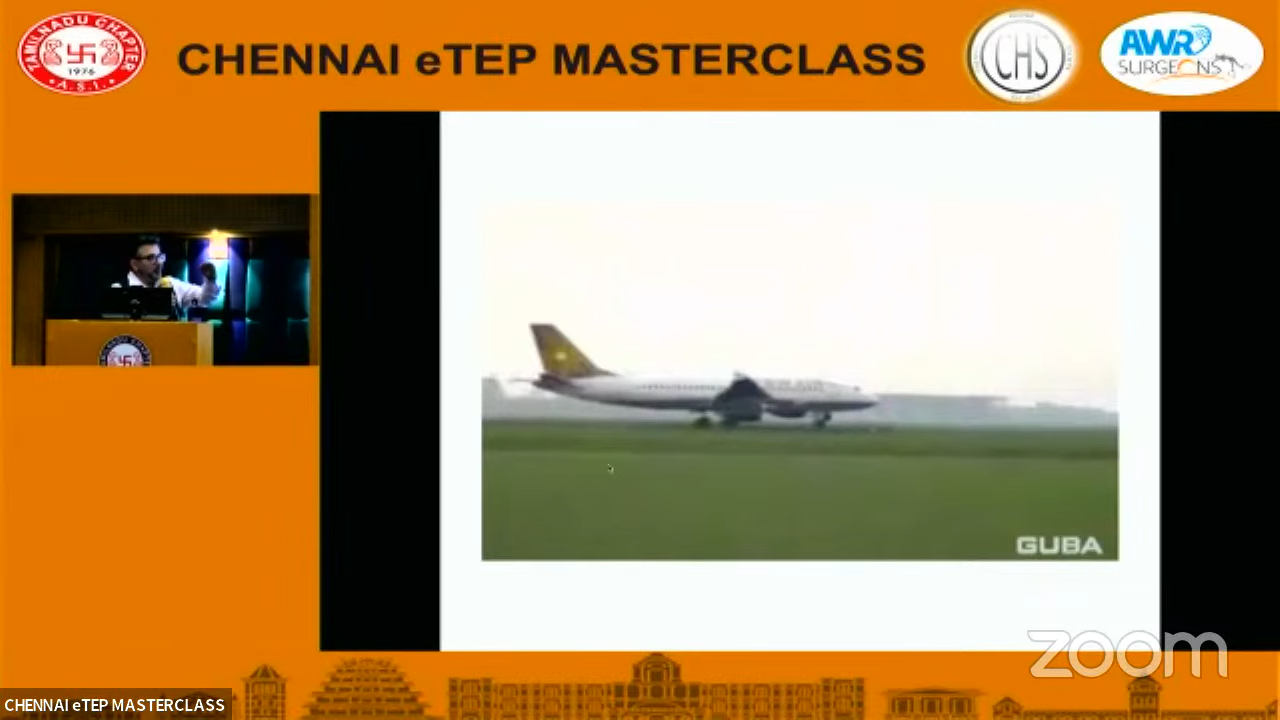 TAMILNADU CHAPTER
1976
A.S.I.
CHENNAI eTEP MASTERCLASS
CHS
AWR
SURGEONS
GUBA
zoom
CHENNAI eTEP MASTERCLASS